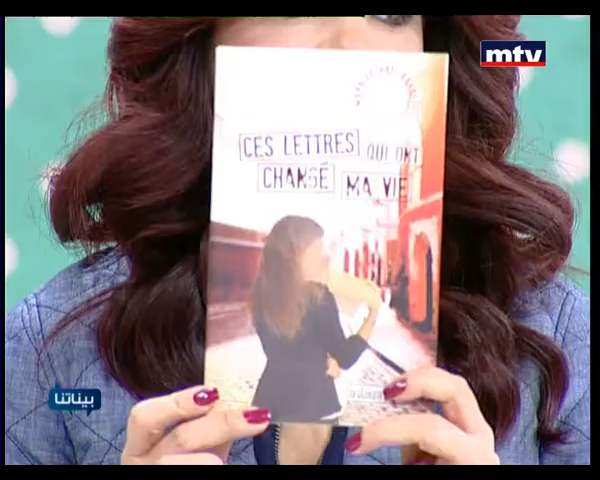 mtv
CES LETTRES QUI ONT
CHANGÉ MA VIE
بيناتنا